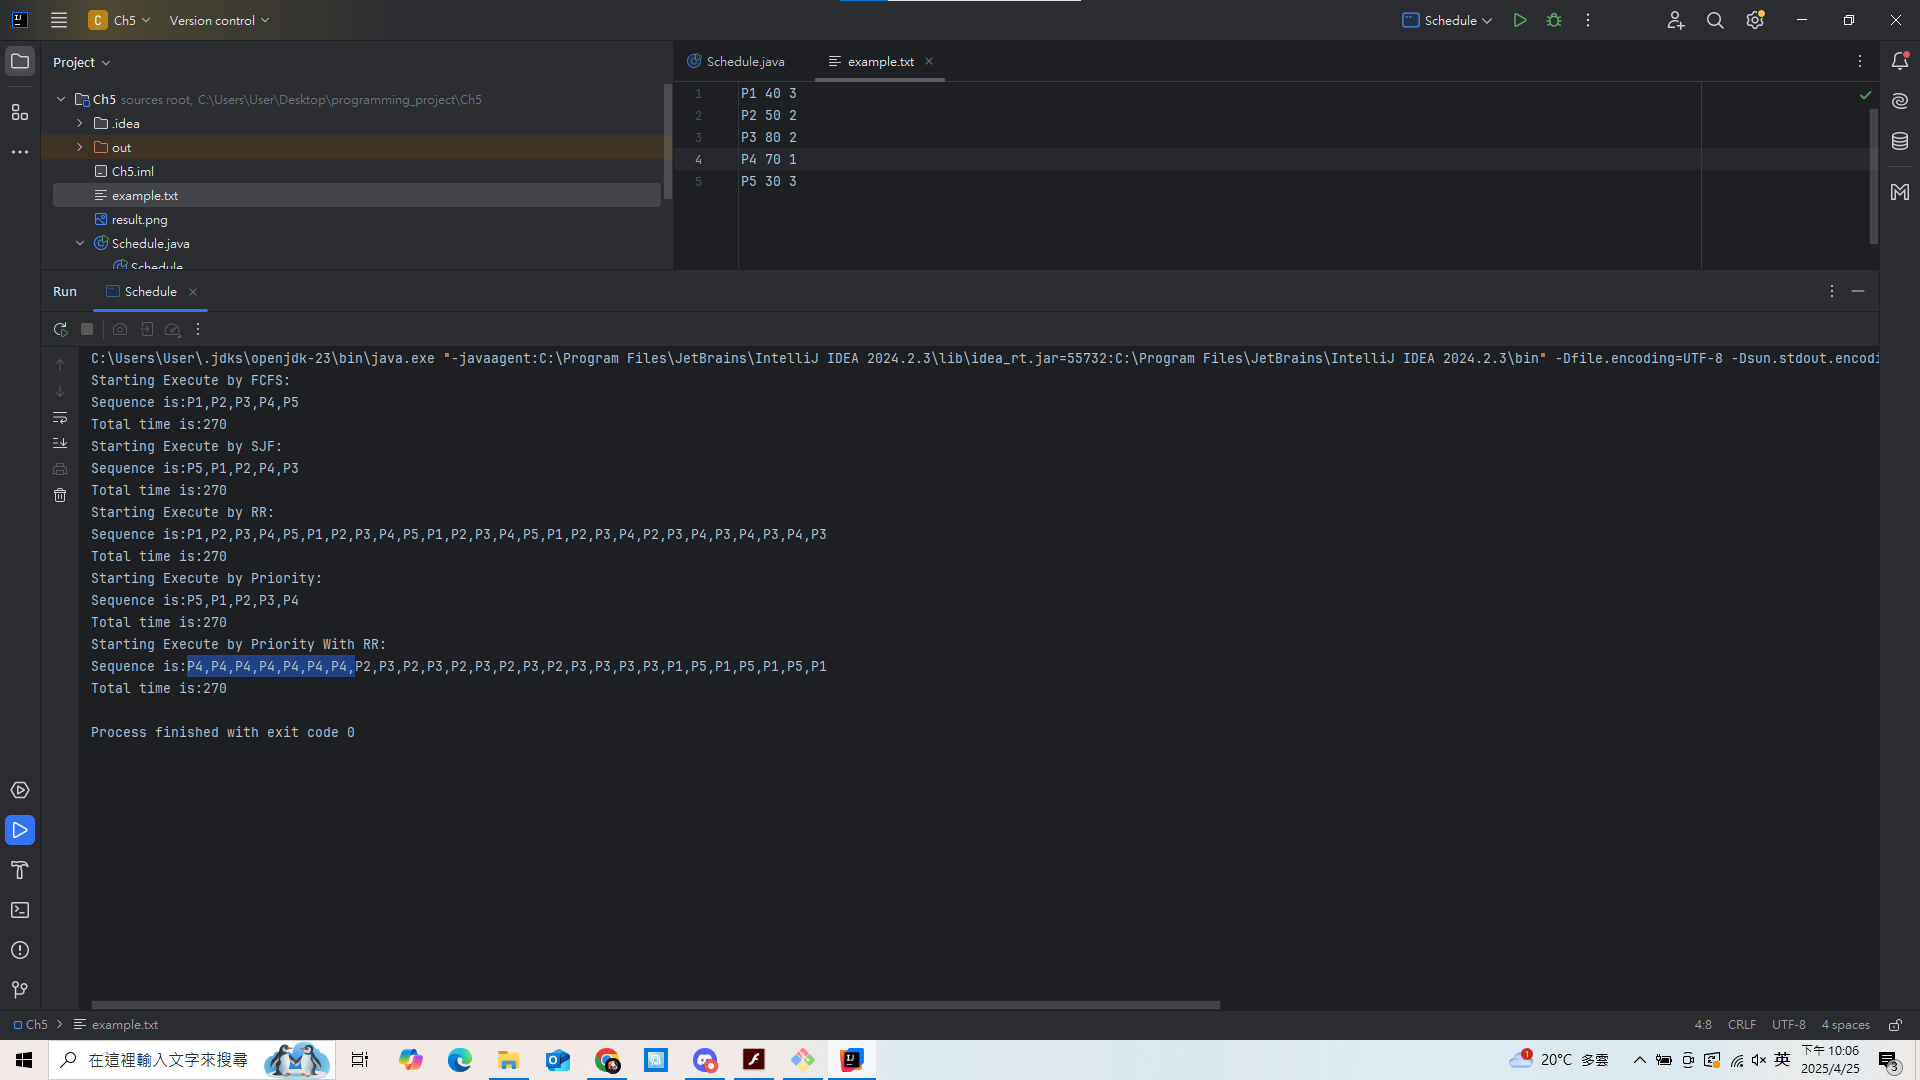 C Ch5 Version control Schedule
Project
Schedule.java example.txt
Ch5 sources root, C:\Users\User\Desktop\programming_project\Ch5
.idea
out
Ch5.iml
example.txt
result.png
Schedule.java
Schedule
1 P1 40 3
2 P2 50 2
3 P3 80 2
4 P4 70 1
5 P5 30 3
Run Schedule
C:\Users\User\.jdks\openjdk-23\bin\java.exe "-javaagent:C:\Program Files\JetBrains\IntelliJ IDEA 2024.2.3\lib\idea_rt.jar=55732:C:\Program Files\JetBrains\IntelliJ IDEA 2024.2.3\bin" -Dfile.encoding=UTF-8 -Dsun.stdout.encodi
Starting Execute by FCFS:
Sequence is:P1,P2,P3,P4,P5
Total time is:270
Starting Execute by SJF:
Sequence is:P5,P1,P2,P4,P3
Total time is:270
Starting Execute by RR:
Sequence is:P1,P2,P3,P4,P5,P1,P2,P3,P4,P5,P1,P2,P3,P4,P5,P1,P2,P3,P4,P2,P3,P4,P3,P4,P3,P4,P3
Total time is:270
Starting Execute by Priority:
Sequence is:P5,P1,P2,P3,P4
Total time is:270
Starting Execute by Priority With RR:
Sequence is:P4,P4,P4,P4,P4,P4,P4,P2,P3,P2,P3,P2,P3,P2,P3,P2,P3,P3,P3,P3,P1,P5,P1,P5,P1,P5,P1
Total time is:270
Process finished with exit code 0
Ch5 example.txt
4:8 CRLF UTF-8 4 spaces
在這裡輸入文字來搜尋
1 20°C 多雲
英
下午 10:06
2025/4/25
3